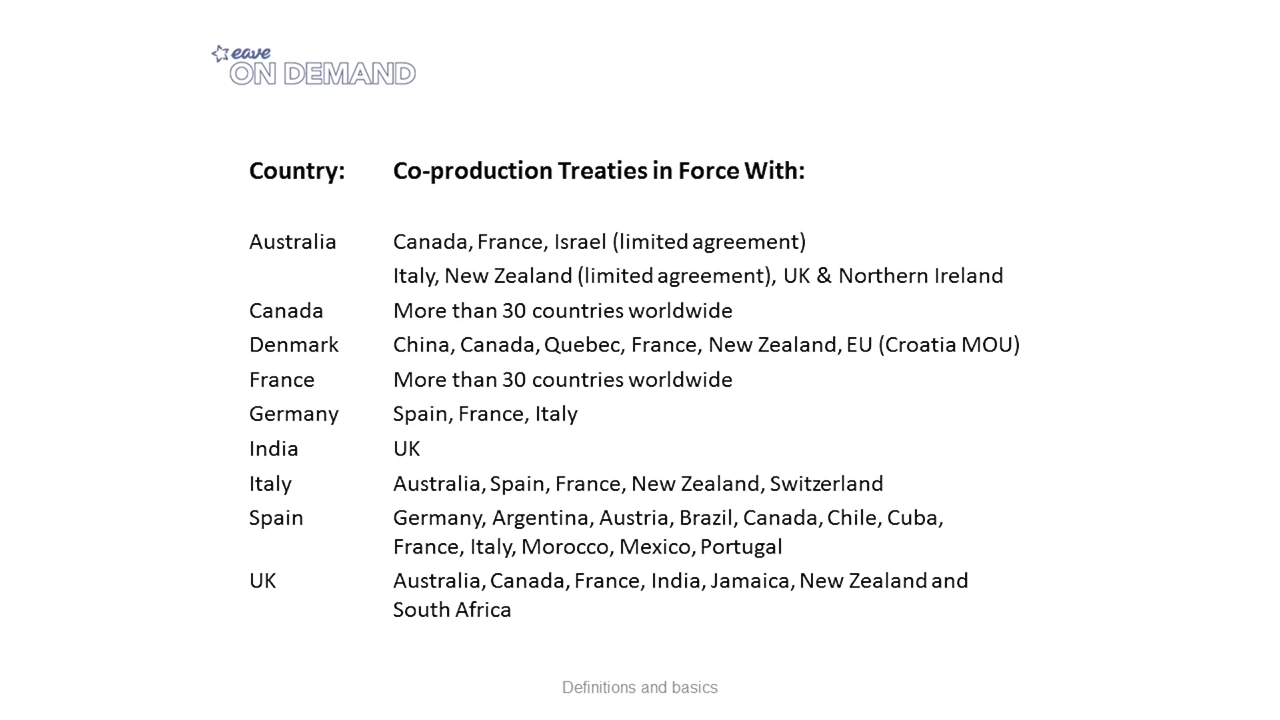 eave
ON DEMAND
Country: Co-production Treaties in Force With:
Australia Canada, France, Israel (limited agreement)
Italy, New Zealand (limited agreement), UK & Northern Ireland
Canada More than 30 countries worldwide
Denmark China, Canada, Quebec, France, New Zealand, EU (Croatia MOU)
France More than 30 countries worldwide
Germany Spain, France, Italy
India UK
Italy Australia, Spain, France, New Zealand, Switzerland
Spain Germany, Argentina, Austria, Brazil, Canada, Chile, Cuba,
France, Italy, Morocco, Mexico, Portugal
UK Australia, Canada, France, India, Jamaica, New Zealand and
South Africa
Definitions and basics